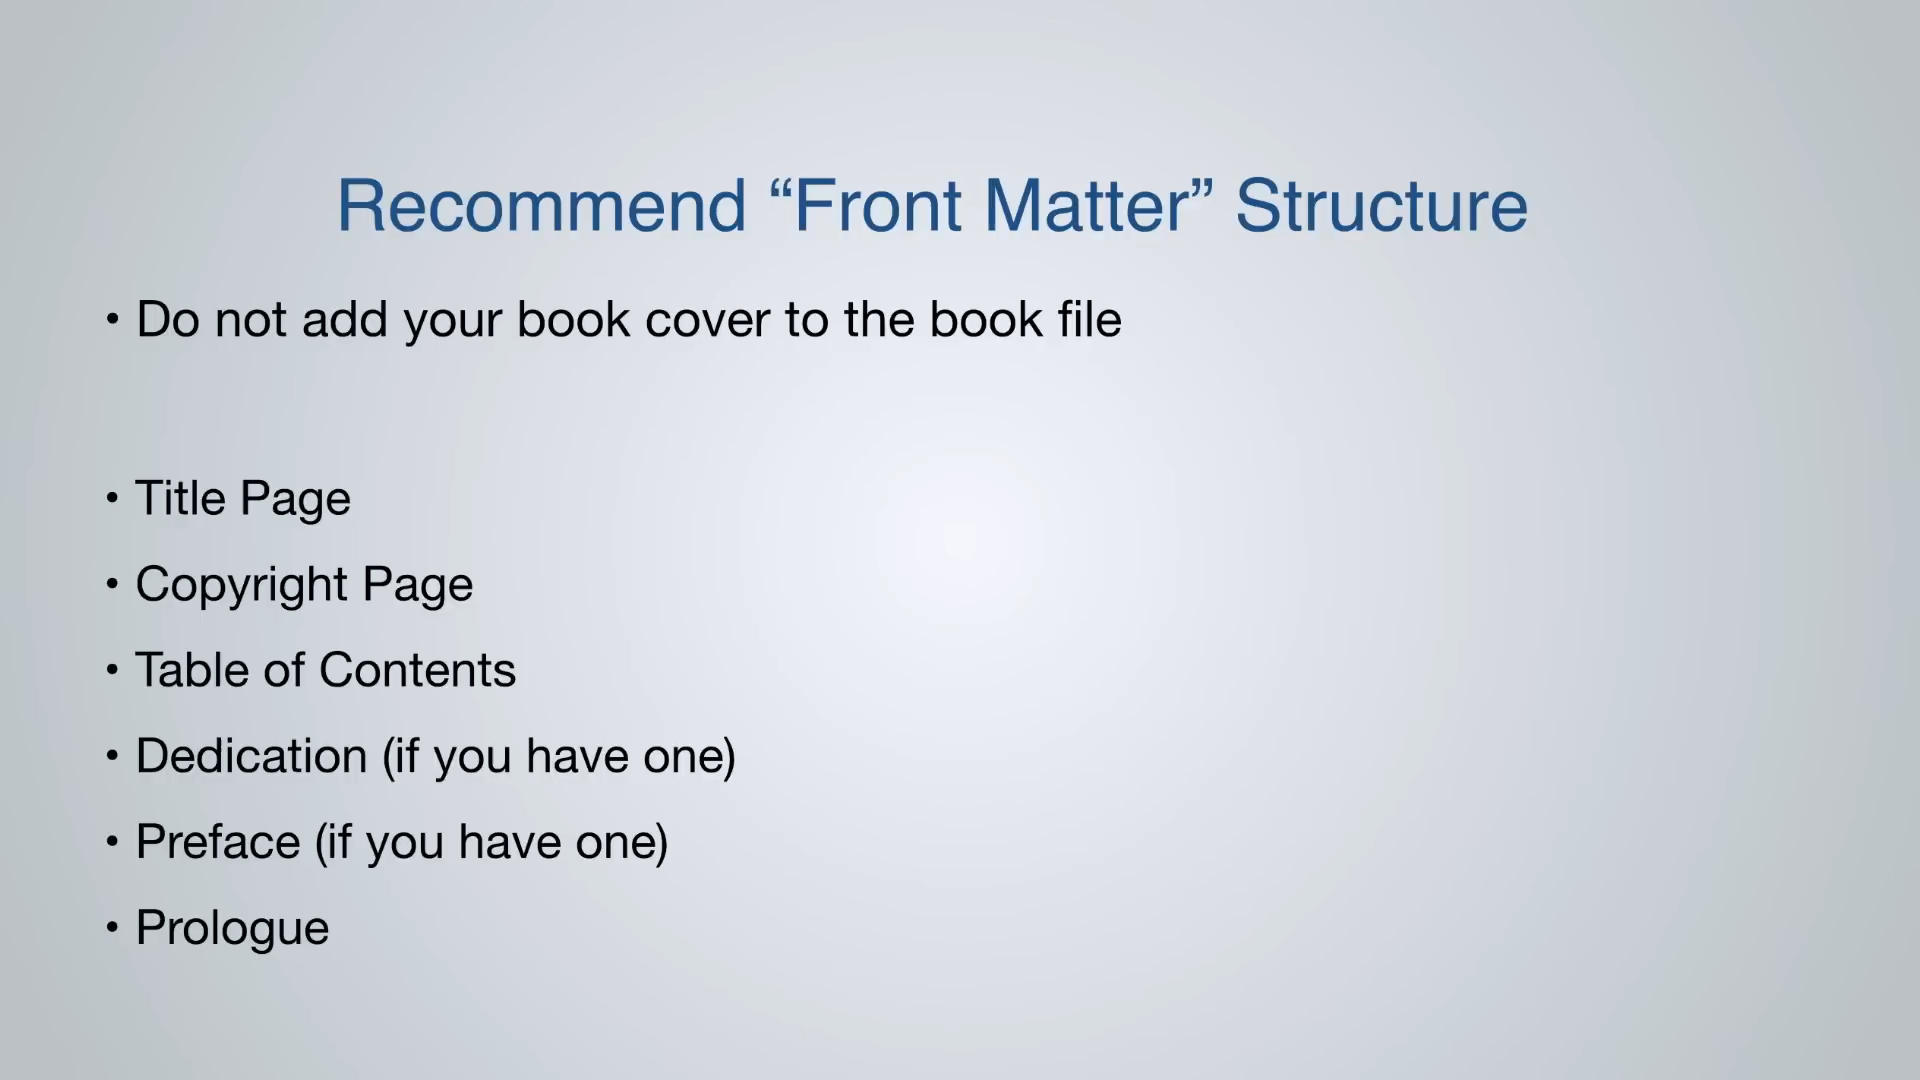 Recommend “Front Matter” Structure
• Do not add your book cover to the book file
• Title Page
• Copyright Page
• Table of Contents
• Dedication (if you have one)
• Preface (if you have one)
• Prologue